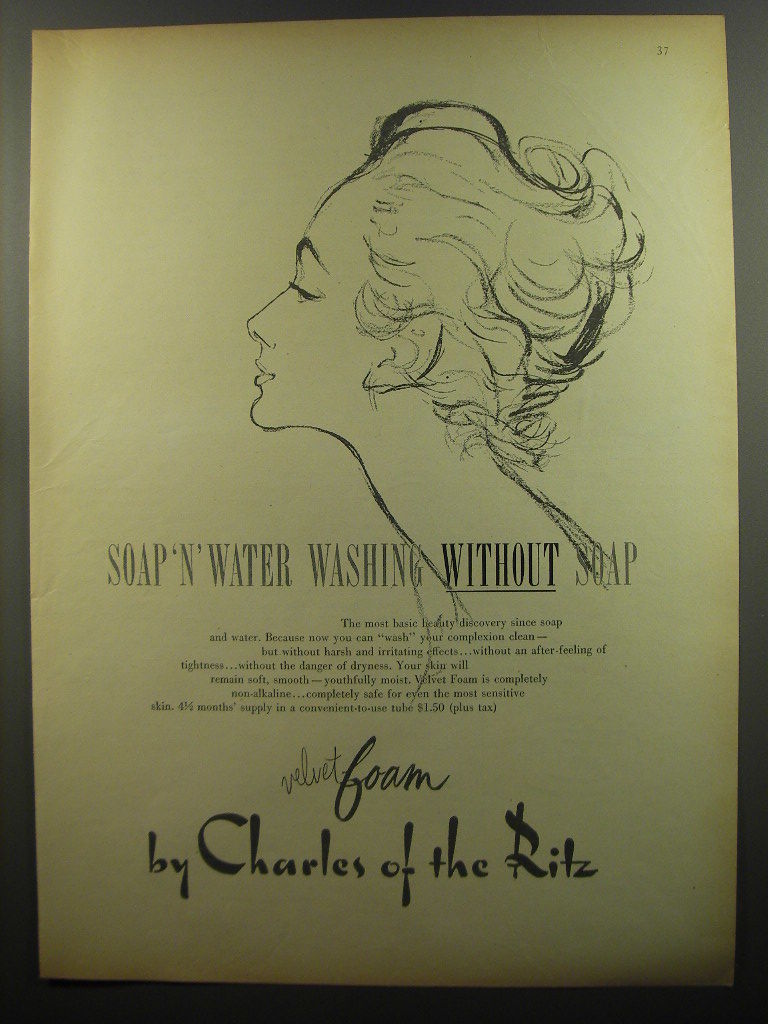 37
SOAP 'N' WATER WASHING WITHOUT SOAP
The most basic beauty discovery since soap
and water. Because now you can "wash" your complexion clean—
but without harsh and irritating effects...without an after-feeling of
tightness...without the danger of dryness. Your skin will
remain soft, smooth—youthfully moist. Velvet Foam is completely
non-alkaline...completely safe for even the most sensitive
skin. 4½ months' supply in a convenient-to-use tube $1.50 (plus tax)
velvet foam
by Charles of the Ritz